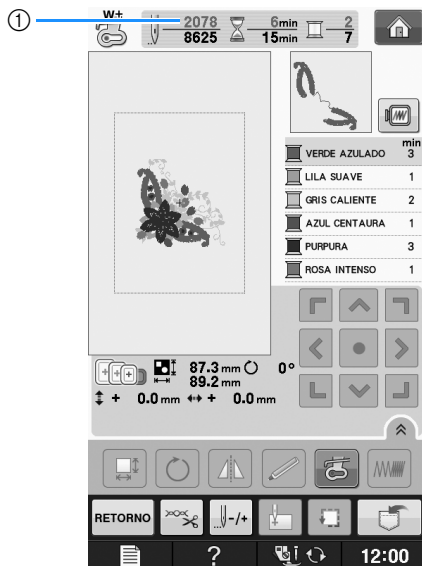 1
W+
2078 6min 2
8625 15min 7
min
VERDE AZULADO 3
LILA SUAVE 1
GRIS CALIENTE 2
AZUL CENTAURA 1
PURPURA 3
ROSA INTENSO 1
87.3 mm 0°
89.2 mm
+ 0.0 mm + 0.0 mm
RETORNO -/+
? 12:00